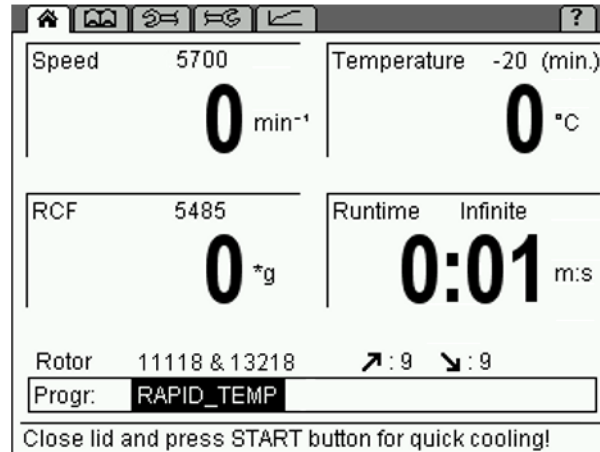 ?
Speed 5700
0 min⁻¹
Temperature -20 (min.)
0 °C
RCF 5485
0 *g
Runtime Infinite
0:01 m:s
Rotor 11118 & 13218 ↗ : 9 ↘ : 9
Progr: RAPID_TEMP
Close lid and press START button for quick cooling!